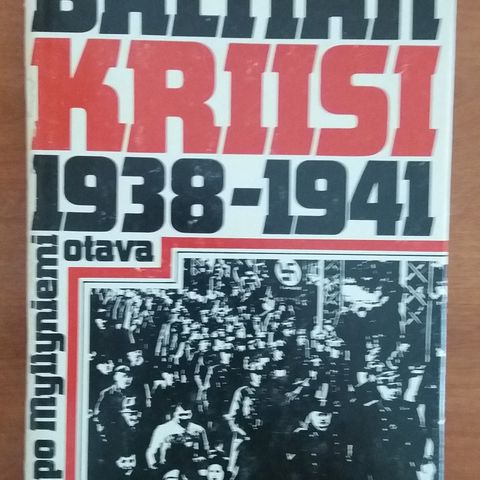 BALTIAN
KRIISI
1938-1941
otava
po Myllyniemi